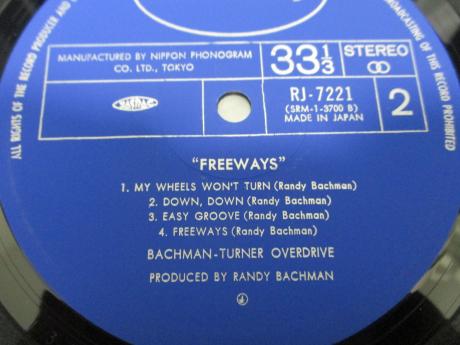 ALL RIGHTS OF THE RECORD PRODUCER AND
BROADCASTING OF THIS RECORD PROHIBITED
MANUFACTURED BY NIPPON PHONOGRAM
CO. LTD., TOKYO
33 1/3
STEREO
RJ-7221
(SRM-1-3700 B)
MADE IN JAPAN
2
"FREEWAYS"
1. MY WHEELS WON'T TURN (Randy Bachman)
2. DOWN, DOWN (Randy Bachman)
3. EASY GROOVE (Randy Bachman)
4. FREEWAYS (Randy Bachman)
BACHMAN-TURNER OVERDRIVE
PRODUCED BY RANDY BACHMAN